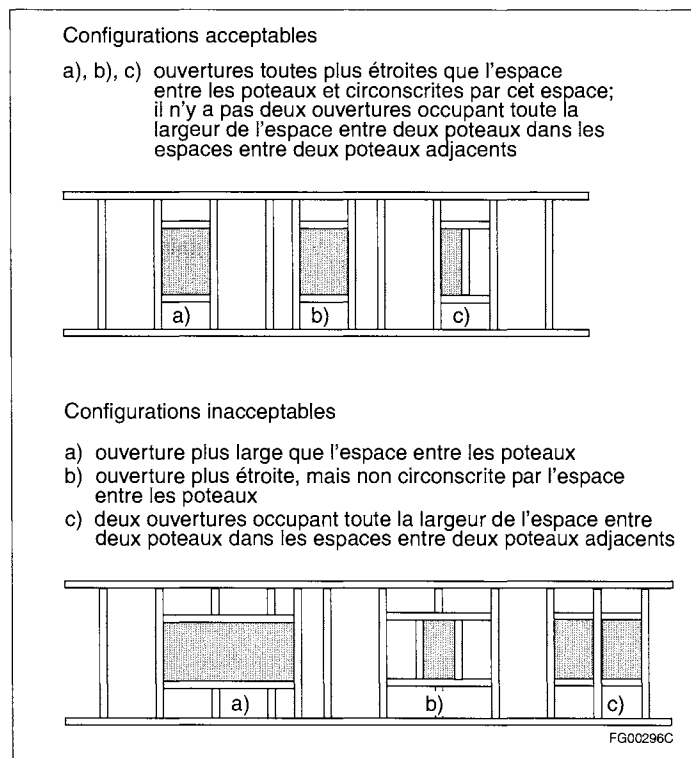 Configurations acceptables
a), b), c) ouvertures toutes plus étroites que l'espace
entre les poteaux et circonscrites par cet espace;
il n'y a pas deux ouvertures occupant toute la
largeur de l'espace entre deux poteaux dans les
espaces entre deux poteaux adjacents
a) b) c)
Configurations inacceptables
a) ouverture plus large que l'espace entre les poteaux
b) ouverture plus étroite, mais non circonscrite par l'espace
entre les poteaux
c) deux ouvertures occupant toute la largeur de l'espace entre
deux poteaux dans les espaces entre deux poteaux adjacents
a) b) c)
FG00296C